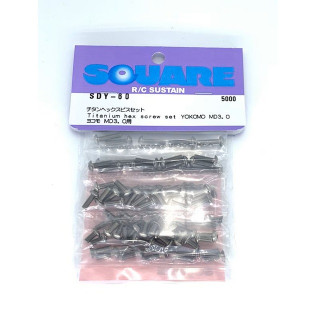 SQUARE
R/C SUSTAIN
SDY-60 5000
チタンヘックスビスセット
Titanium hex screw set YOKOMO MD3.0
ヨコモ MD3.0用